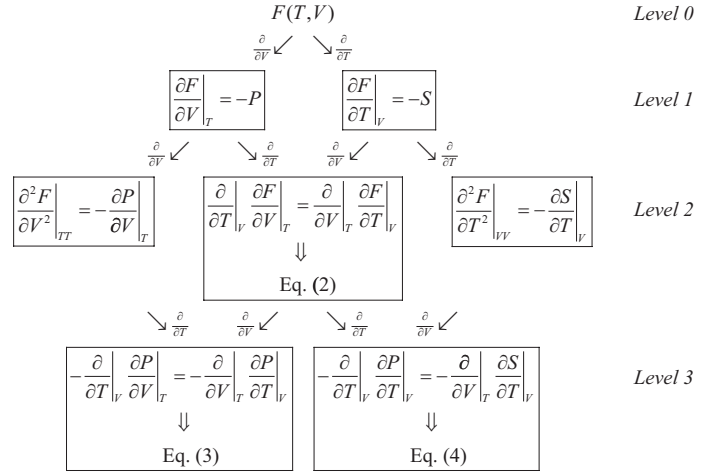 F(T,V) Level 0
∂/∂V ↙ ↘ ∂/∂T
∂F/∂V|_T = −P ∂F/∂T|_V = −S Level 1
∂/∂V ↙ ↘ ∂/∂T ∂/∂V ↙ ↘ ∂/∂T
∂²F/∂V²|_TT = −∂P/∂V|_T ∂/∂T|_V ∂F/∂V|_T = ∂/∂V|_T ∂F/∂T|_V ∂²F/∂T²|_VV = −∂S/∂T|_V Level 2
⇓
Eq. (2)
↘ ∂/∂T ∂/∂V ↙ ↘ ∂/∂T ∂/∂V ↙
−∂/∂T|_V ∂P/∂V|_T = −∂/∂V|_T ∂P/∂T|_V −∂/∂T|_V ∂P/∂T|_V = −∂/∂V|_T ∂S/∂T|_V Level 3
⇓ ⇓
Eq. (3) Eq. (4)